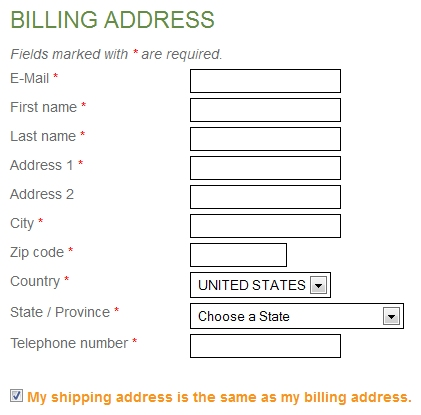 BILLING ADDRESS
Fields marked with * are required.
E-Mail *
First name *
Last name *
Address 1 *
Address 2
City *
Zip code *
Country * UNITED STATES
State / Province * Choose a State
Telephone number *
My shipping address is the same as my billing address.